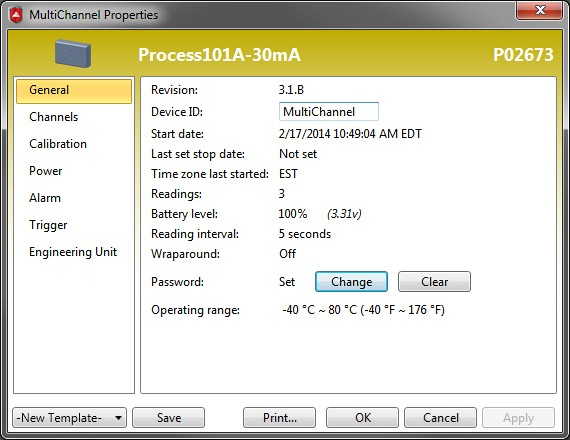 MultiChannel Properties
Process101A-30mA P02673
General
Channels
Calibration
Power
Alarm
Trigger
Engineering Unit
Revision: 3.1.B
Device ID: MultiChannel
Start date: 2/17/2014 10:49:04 AM EDT
Last set stop date: Not set
Time zone last started: EST
Readings: 3
Battery level: 100% (3.31v)
Reading interval: 5 seconds
Wraparound: Off
Password: Set Change Clear
Operating range: -40 °C ~ 80 °C (-40 °F ~ 176 °F)
-New Template- Save Print... OK Cancel Apply